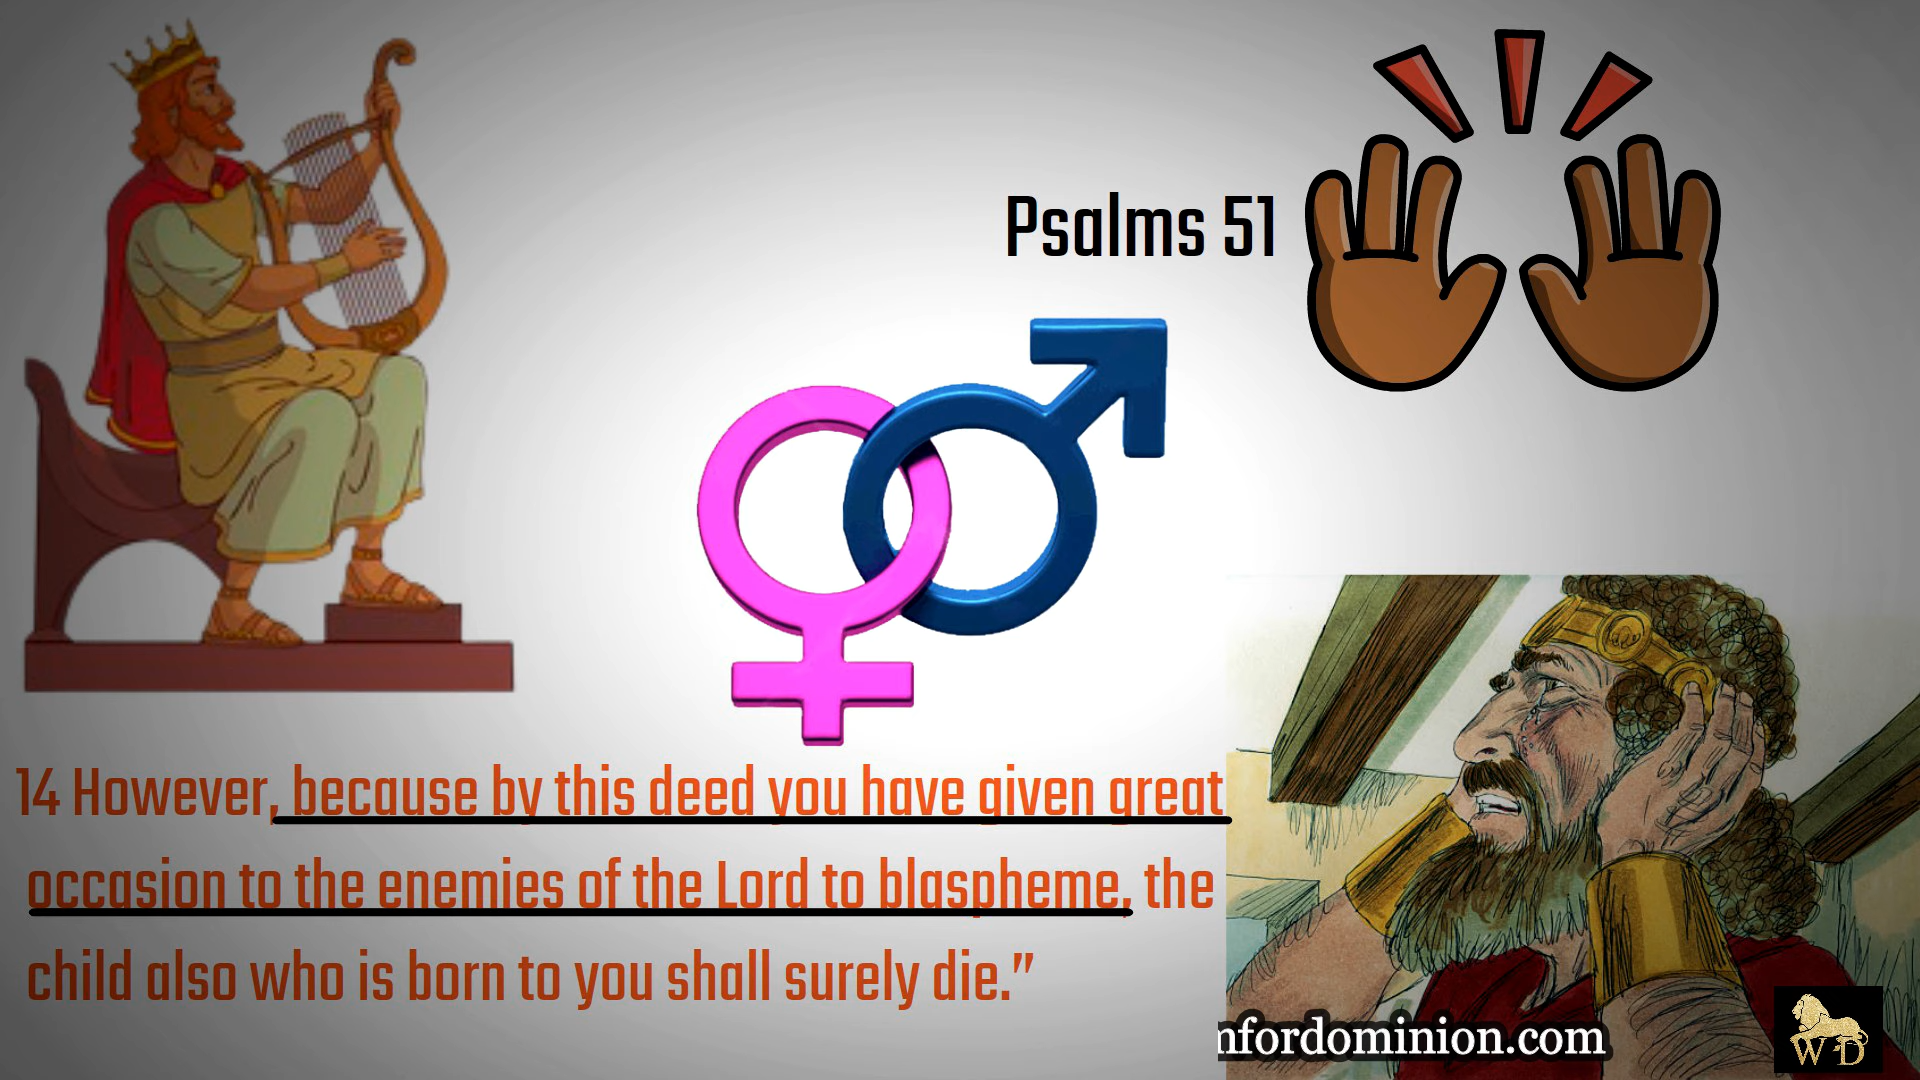 Psalms 51
14 However, because by this deed you have given great
occasion to the enemies of the Lord to blaspheme, the
child also who is born to you shall surely die.”
nfordominion.com
W D